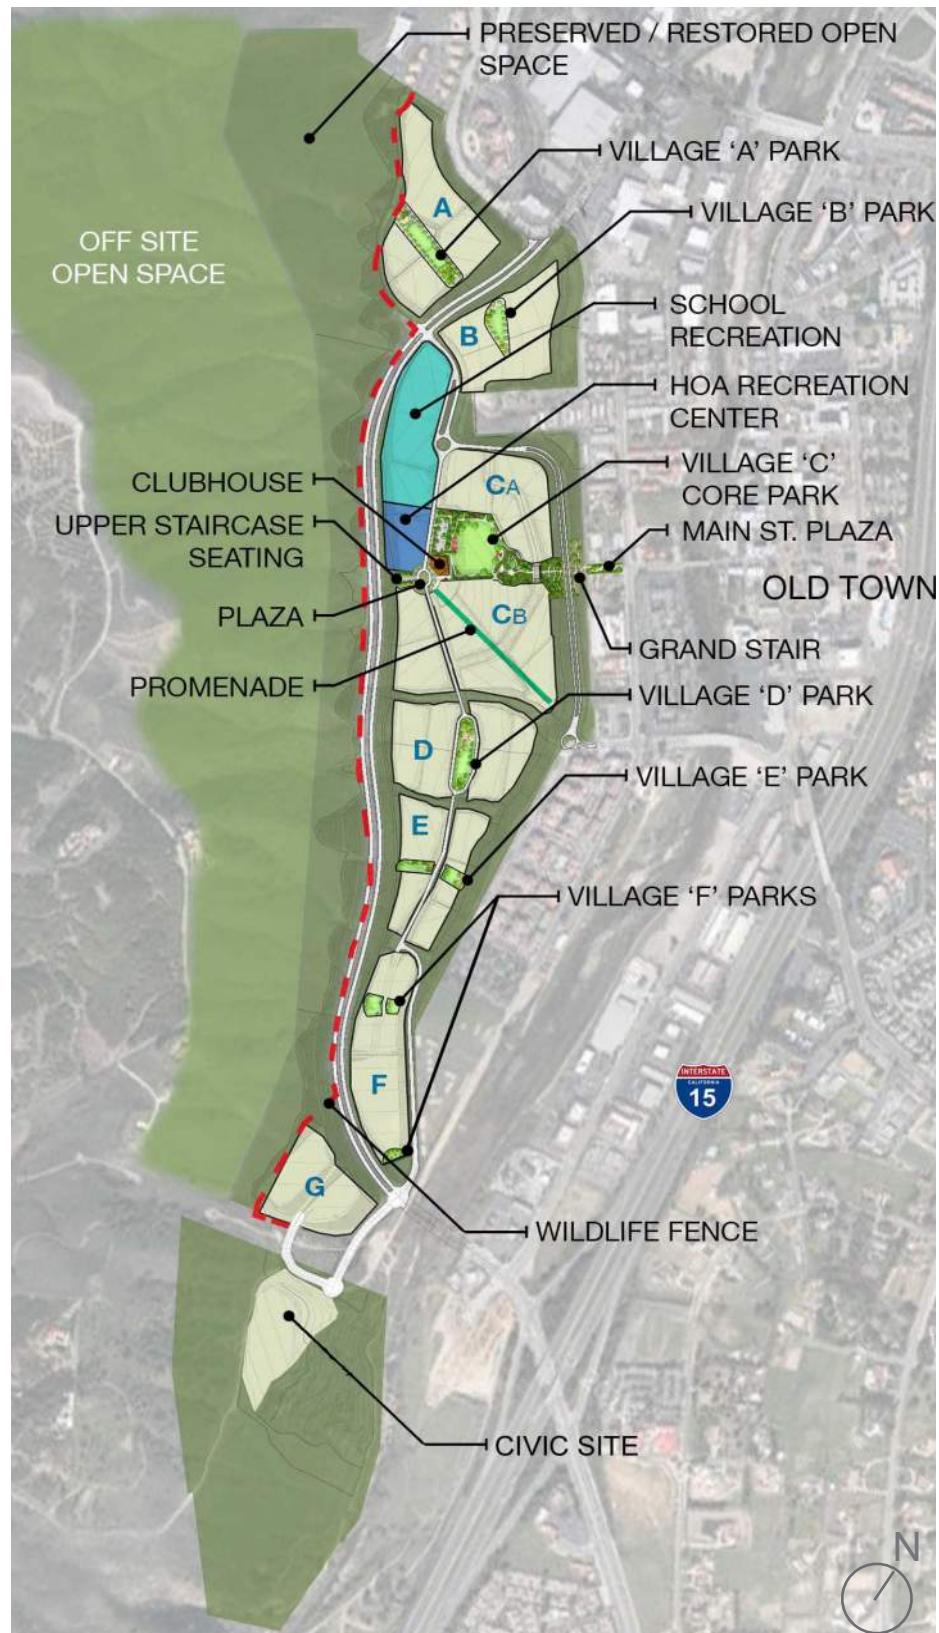 PRESERVED / RESTORED OPEN
SPACE
VILLAGE ‘A’ PARK
A
VILLAGE ‘B’ PARK
OFF SITE
OPEN SPACE
SCHOOL
RECREATION
B
HOA RECREATION
CENTER
CLUBHOUSE
VILLAGE ‘C’
CORE PARK
CA
UPPER STAIRCASE
SEATING
MAIN ST. PLAZA
OLD TOWN
PLAZA
CB
GRAND STAIR
PROMENADE
VILLAGE ‘D’ PARK
D
VILLAGE ‘E’ PARK
E
VILLAGE ‘F’ PARKS
F
INTERSTATE
CALIFORNIA
15
G
WILDLIFE FENCE
CIVIC SITE
N